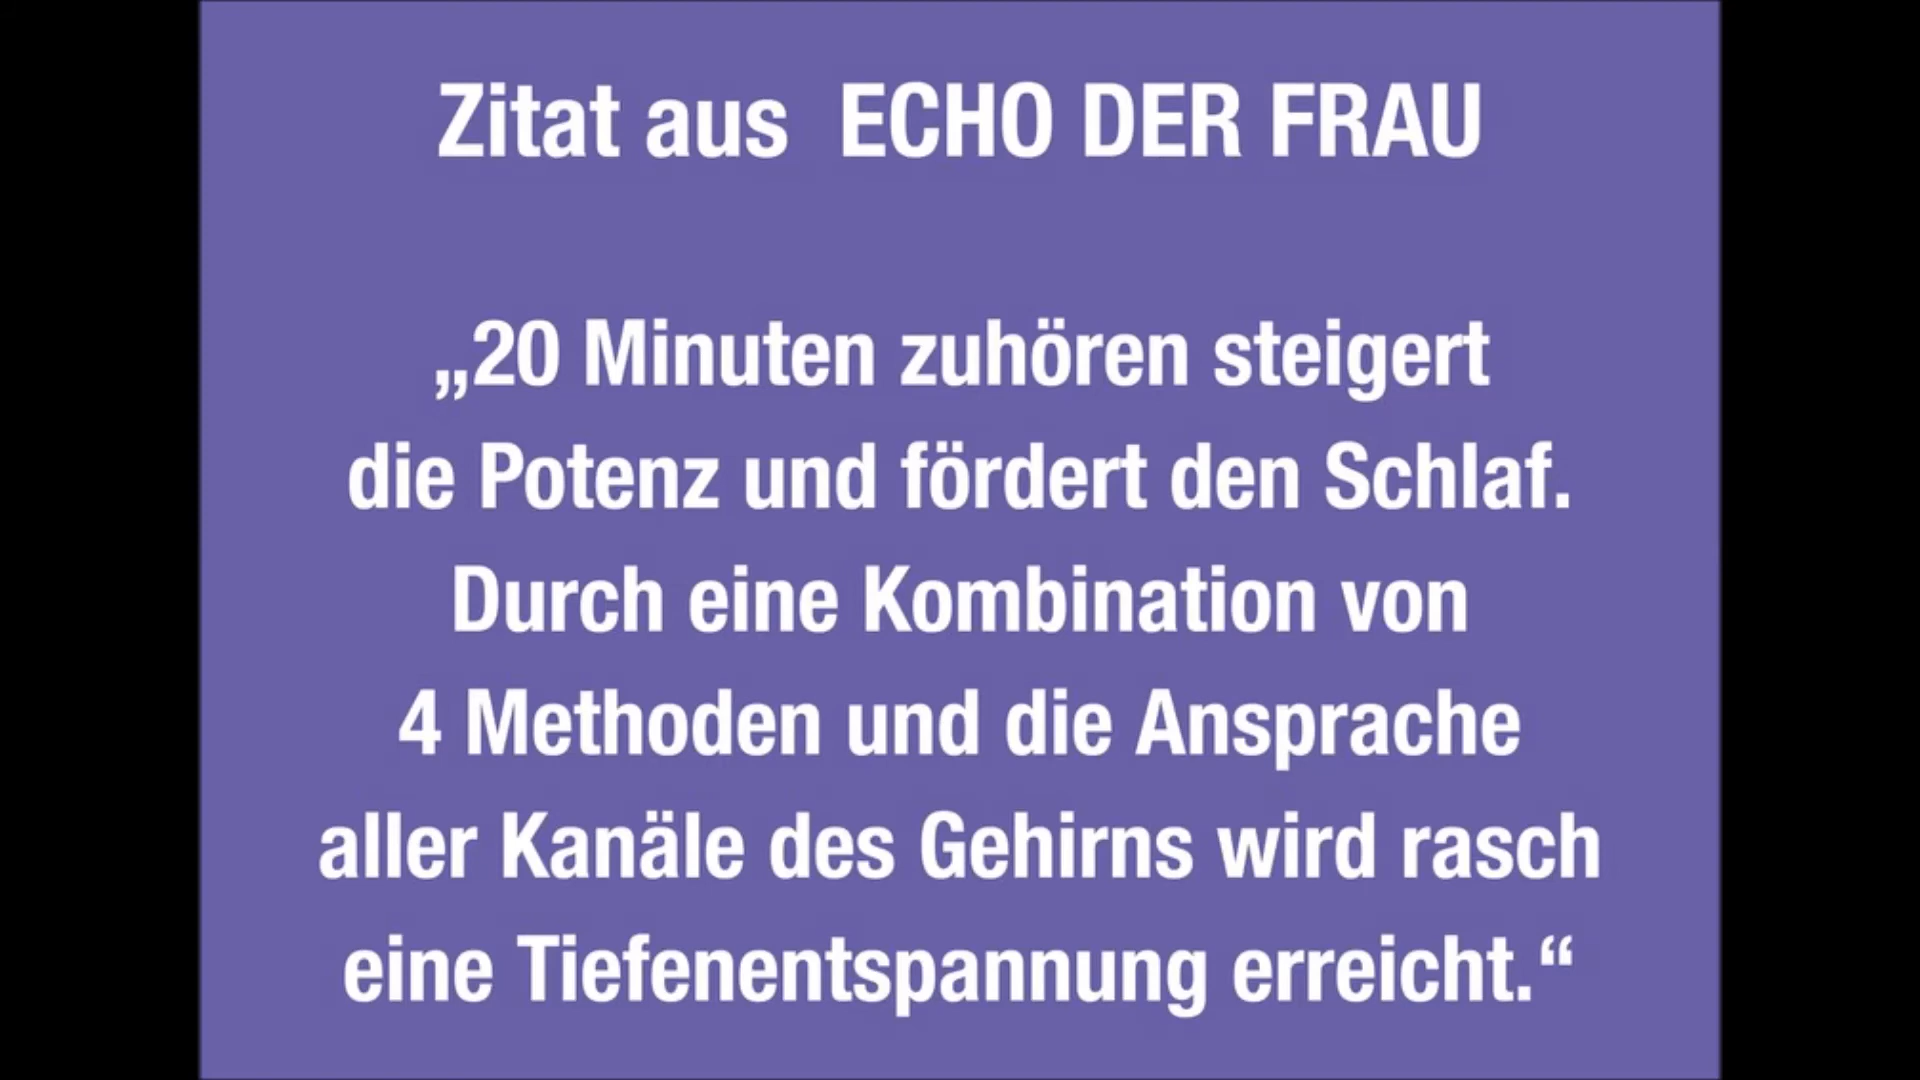 Zitat aus  ECHO DER FRAU
„20 Minuten zuhören steigert
die Potenz und fördert den Schlaf.
Durch eine Kombination von
4 Methoden und die Ansprache
aller Kanäle des Gehirns wird rasch
eine Tiefenentspannung erreicht.“